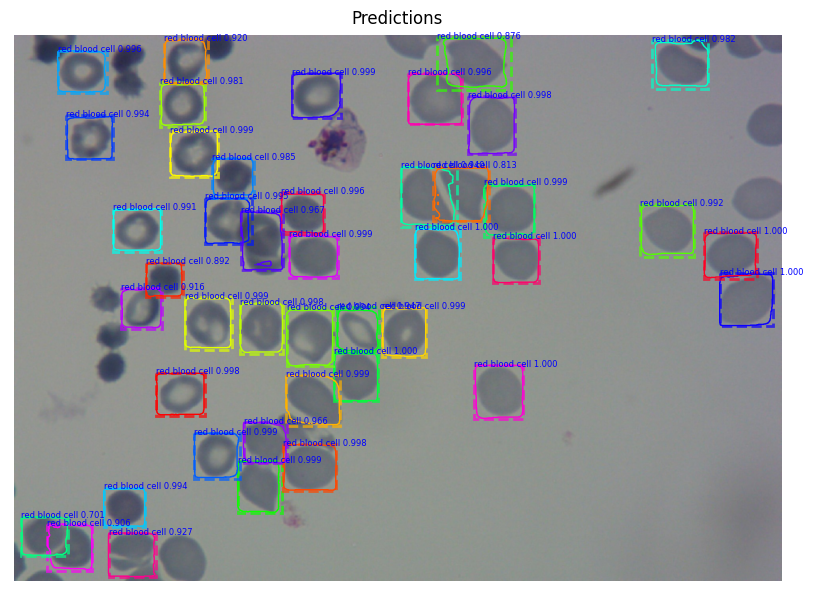 Predictions
red blood cell 0.920
red blood cell 0.876
red blood cell 0.982
red blood cell 0.996
red blood cell 0.999
red blood cell 0.996
red blood cell 0.981
red blood cell 0.998
red blood cell 0.994
red blood cell 0.999
red blood cell 0.985
red blood cell 0.813
red blood cell 0.999
red blood cell 0.996
red blood cell 0.995
red blood cell 0.992
red blood cell 0.991
red blood cell 0.967
red blood cell 1.000
red blood cell 0.999
red blood cell 1.000
red blood cell 1.000
red blood cell 0.892
red blood cell 1.000
red blood cell 0.916
red blood cell 0.999
red blood cell 0.998
red blood cell 0.999
red blood cell 1.000
red blood cell 1.000
red blood cell 0.998
red blood cell 0.999
red blood cell 0.966
red blood cell 0.999
red blood cell 0.998
red blood cell 0.999
red blood cell 0.994
red blood cell 0.701
red blood cell 0.906
red blood cell 0.927